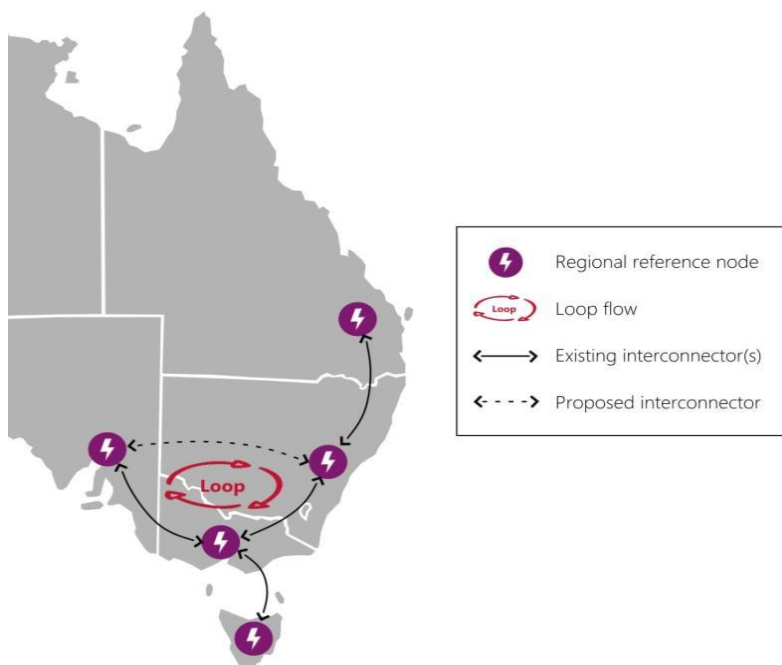 Regional reference node
Loop
Loop flow
Existing interconnector(s)
Proposed interconnector
Loop